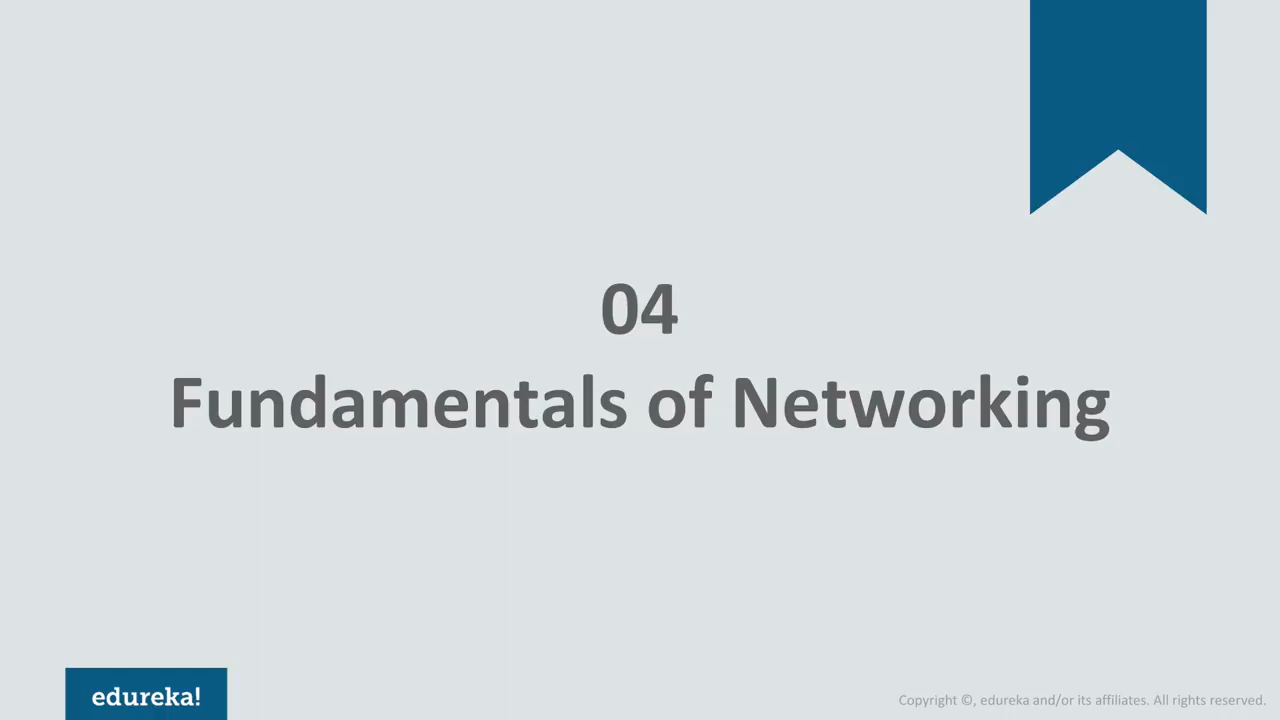 04
Fundamentals of Networking
edureka!
Copyright ©, edureka and/or its affiliates. All rights reserved.